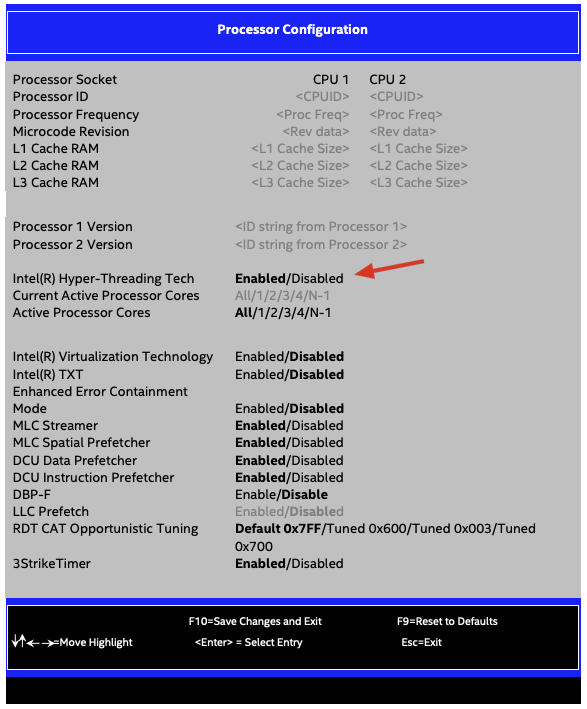 Processor Configuration
Processor Socket CPU 1 CPU 2
Processor ID <CPUID> <CPUID>
Processor Frequency <Proc Freq> <Proc Freq>
Microcode Revision <Rev data> <Rev data>
L1 Cache RAM <L1 Cache Size> <L1 Cache Size>
L2 Cache RAM <L2 Cache Size> <L2 Cache Size>
L3 Cache RAM <L3 Cache Size> <L3 Cache Size>
Processor 1 Version <ID string from Processor 1>
Processor 2 Version <ID string from Processor 2>
Intel(R) Hyper-Threading Tech Enabled/Disabled
Current Active Processor Cores All/1/2/3/4/N-1
Active Processor Cores All/1/2/3/4/N-1
Intel(R) Virtualization Technology Enabled/Disabled
Intel(R) TXT Enabled/Disabled
Enhanced Error Containment
Mode Enabled/Disabled
MLC Streamer Enabled/Disabled
MLC Spatial Prefetcher Enabled/Disabled
DCU Data Prefetcher Enabled/Disabled
DCU Instruction Prefetcher Enabled/Disabled
DBP-F Enable/Disable
LLC Prefetch Enabled/Disabled
RDT CAT Opportunistic Tuning Default 0x7FF/Tuned 0x600/Tuned 0x003/Tuned
0x700
3StrikeTimer Enabled/Disabled
F10=Save Changes and Exit F9=Reset to Defaults
↓↑←→=Move Highlight <Enter> = Select Entry Esc=Exit